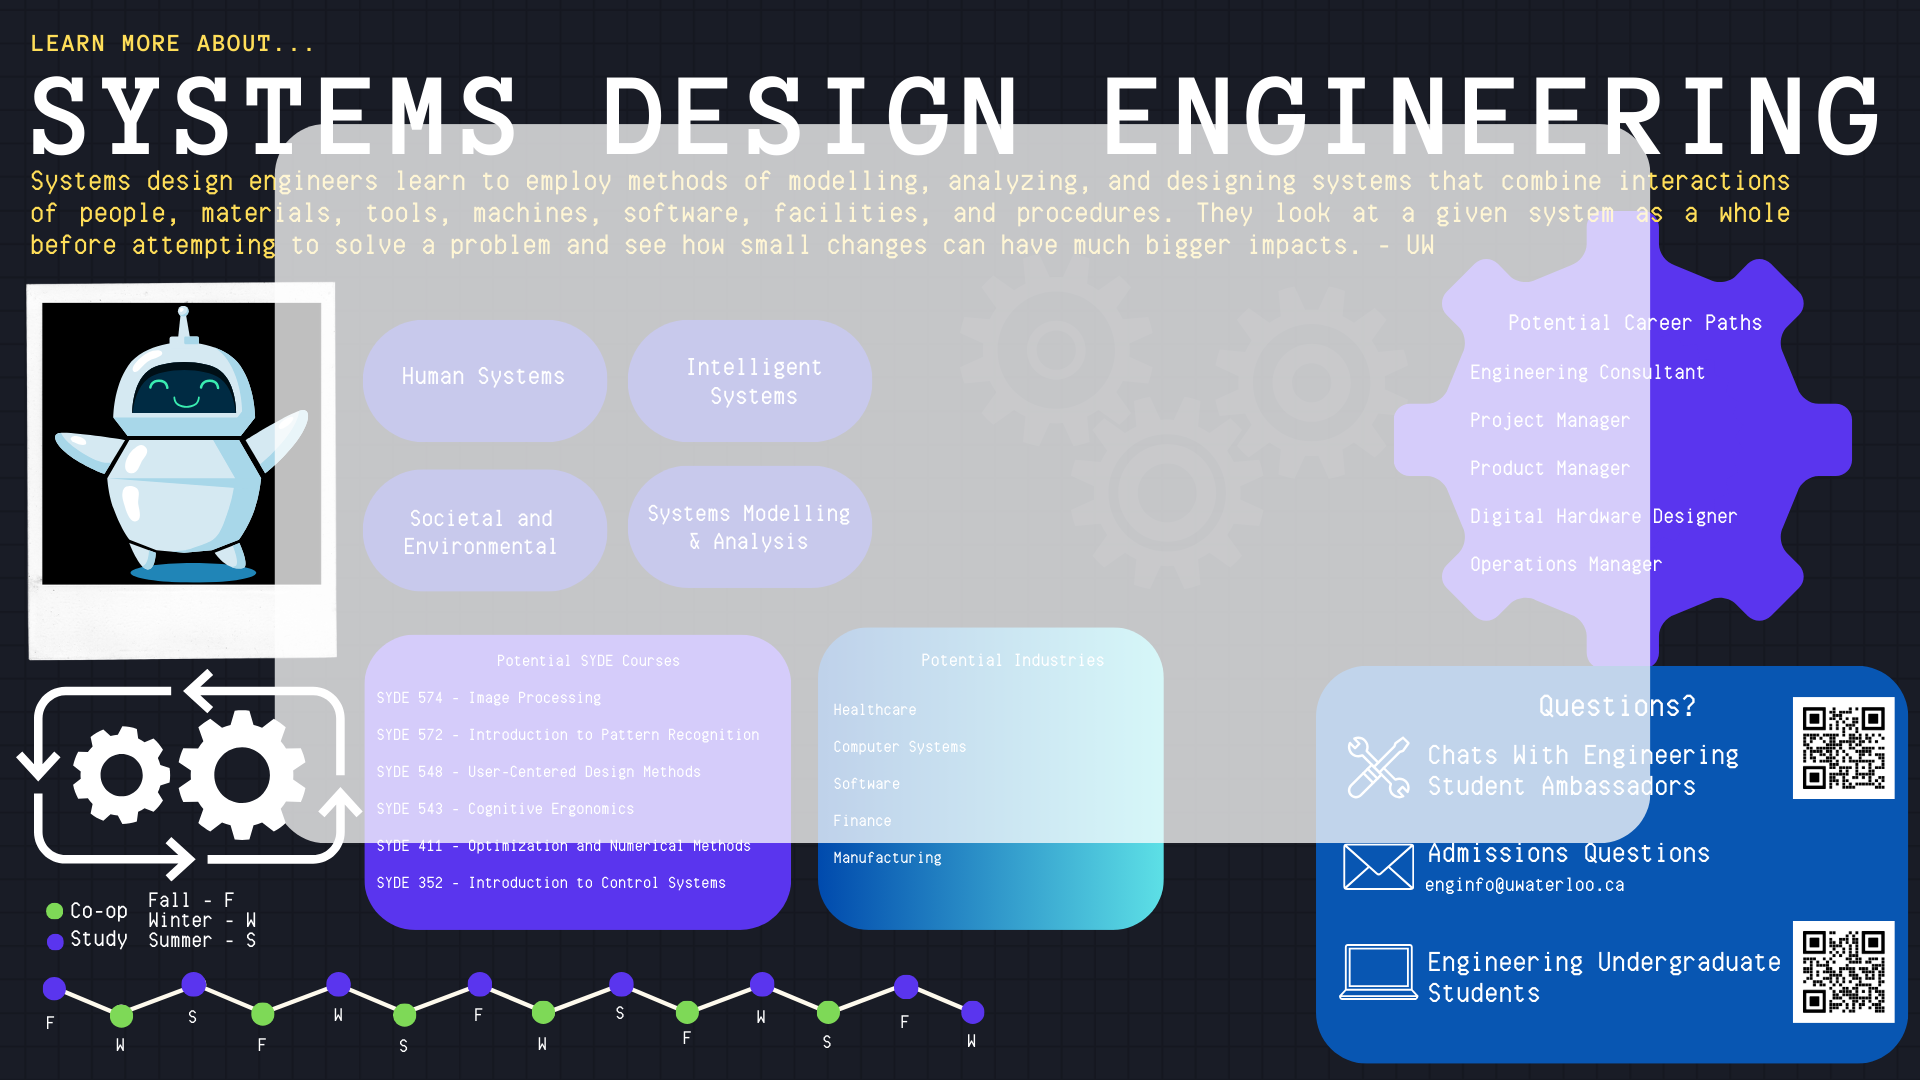 LEARN MORE ABOUT...
SYSTEMS DESIGN ENGINEERING
Systems design engineers learn to employ methods of modelling, analyzing, and designing systems that combine interactions
of people, materials, tools, machines, software, facilities, and procedures. They look at a given system as a whole
before attempting to solve a problem and see how small changes can have much bigger impacts. - UW
Human Systems
Intelligent
Systems
Societal and
Environmental
Systems Modelling
& Analysis
Potential Career Paths
Engineering Consultant
Project Manager
Product Manager
Digital Hardware Designer
Operations Manager
Potential SYDE Courses
SYDE 574 - Image Processing
SYDE 572 - Introduction to Pattern Recognition
SYDE 548 - User-Centered Design Methods
SYDE 543 - Cognitive Ergonomics
SYDE 411 - Optimization and Numerical Methods
SYDE 352 - Introduction to Control Systems
Potential Industries
Healthcare
Computer Systems
Software
Finance
Manufacturing
Questions?
Chats With Engineering
Student Ambassadors
Admissions Questions
enginfo@uwaterloo.ca
Engineering Undergraduate
Students
Co-op
Study
Fall - F
Winter - W
Summer - S
F
W
S
F
W
S
F
W
S
F
W
S
F
W